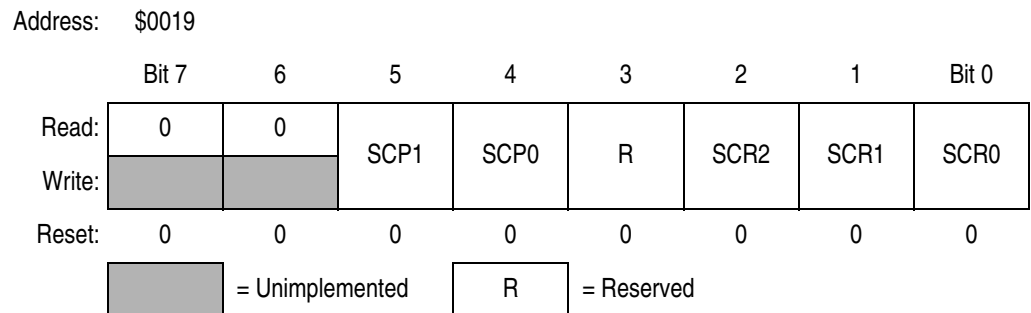 Address: $0019
Bit 7 6 5 4 3 2 1 Bit 0
Read: 0 0
SCP1 SCP0 R SCR2 SCR1 SCR0
Write:
Reset: 0 0 0 0 0 0 0 0
= Unimplemented R = Reserved